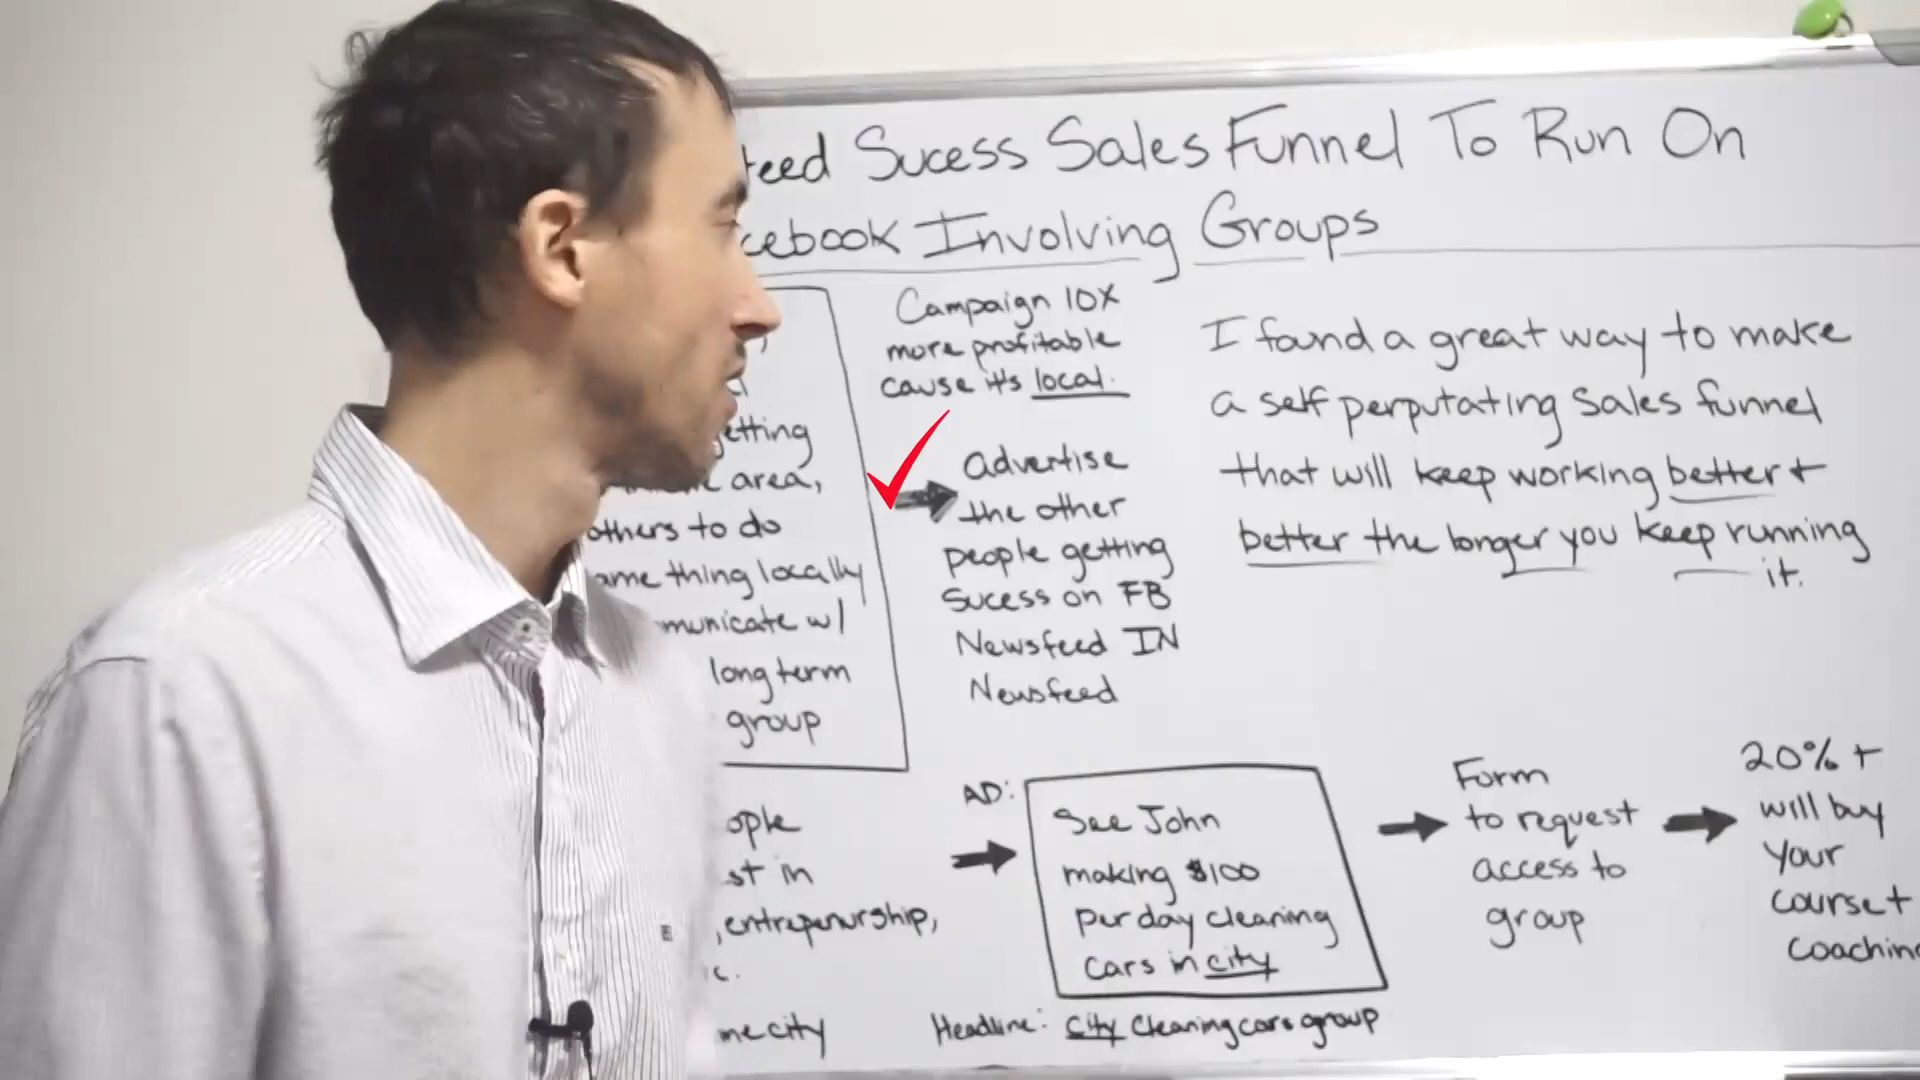 teed Sucess Sales Funnel To Run On
cebook Involving Groups
etting
area,
others to do
ame thing locally
municate w/
long term
group
Campaign 10X
more profitable
cause it's local.
Advertise
the other
people getting
Sucess on FB
Newsfeed IN
Newsfeed
I found a great way to make
a self perputating sales funnel
that will keep working better +
better the longer you keep running
it.
ople
st in
, entrepenurship,
c.
me city
AD:
See John
making $100
per day cleaning
cars in city
Headline: City Cleaning cars group
Form
to request
access to
group
20% +
will buy
your
course +
coaching